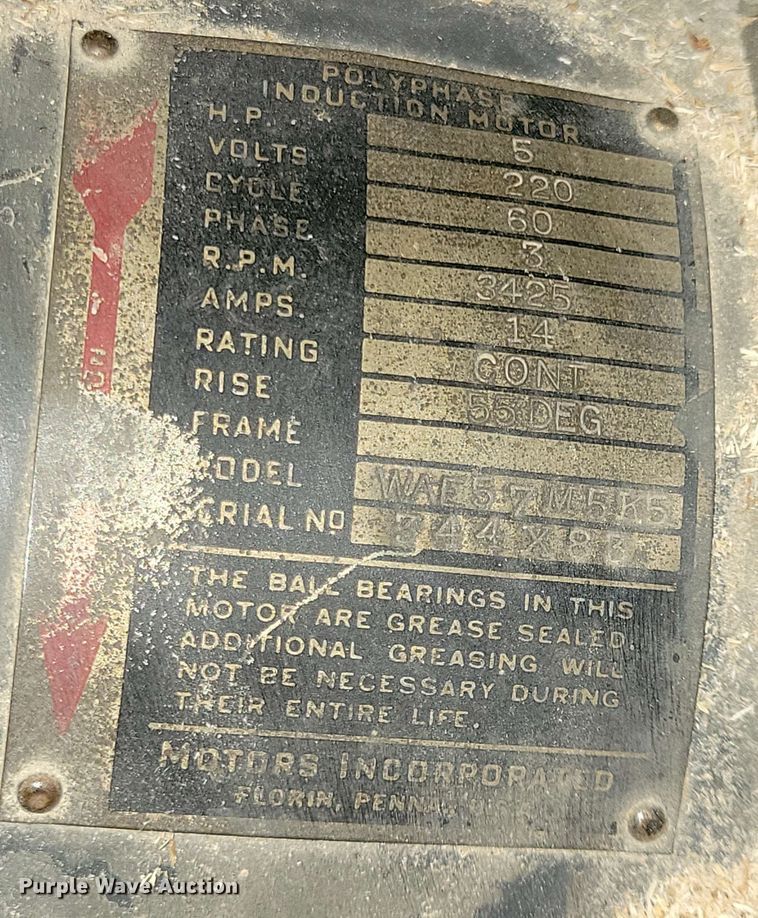 POLYPHASE
INDUCTION MOTOR
H.P. 5
VOLTS 220
CYCLE 60
PHASE 3
R.P.M. 3425
AMPS. 14
RATING CONT
RISE 55 DEG
FRAME
MODEL
SERIAL NO
THE BALL BEARINGS IN THIS
MOTOR ARE GREASE SEALED.
ADDITIONAL GREASING WILL
NOT BE NECESSARY DURING
THEIR ENTIRE LIFE.
MOTORS INCORPORATED
FLORIN, PENNA.
Purple Wave Auction